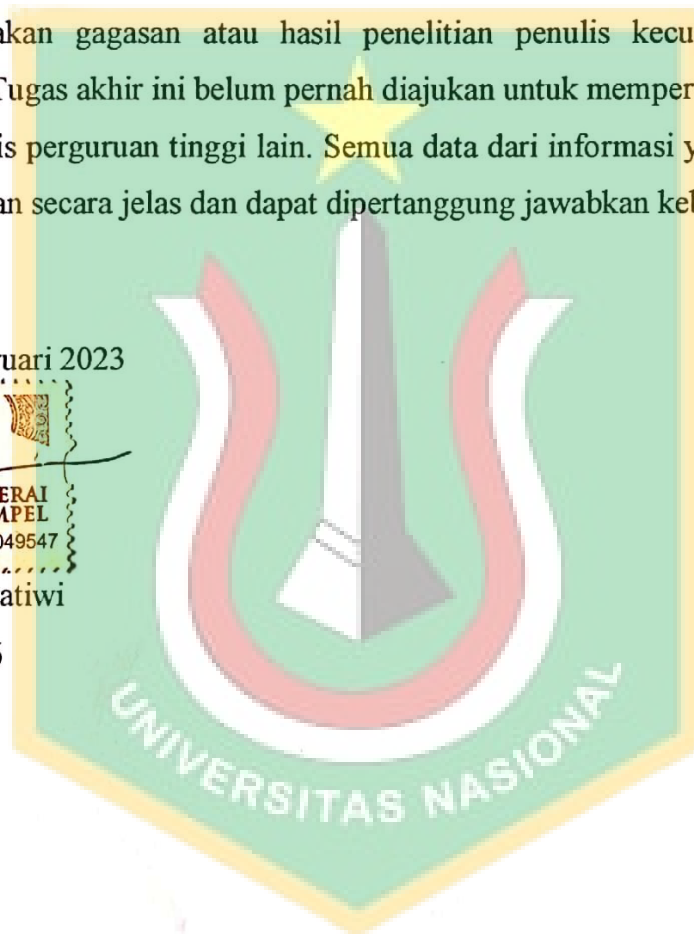 akan gagasan atau hasil penelitian penulis kecu
Tugas akhir ini belum pernah diajukan untuk memper
is perguruan tinggi lain. Semua data dari informasi y
an secara jelas dan dapat dipertanggung jawabkan keb
uari 2023
ERAI
MPEL
049547
atiwi
UNIVERSITAS NASIONAL